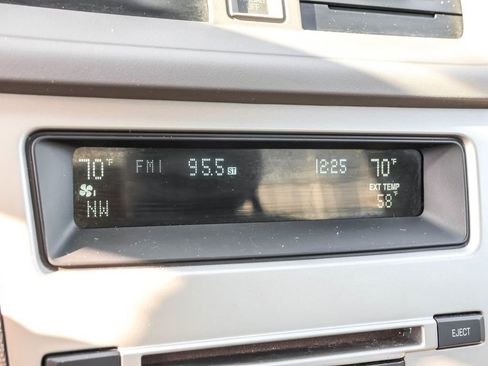 70°F FM1 95.5 ST 12:25 70°F
EXT TEMP
NW 58°F
EJECT